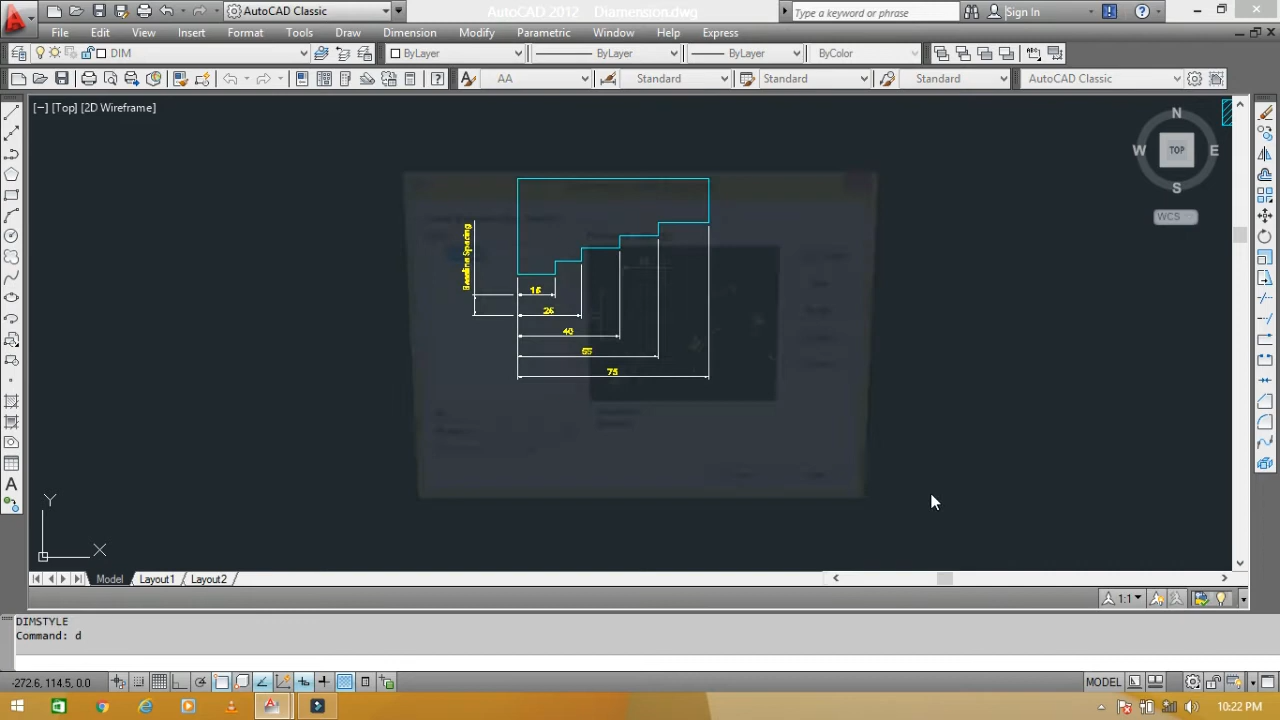 AutoCAD Classic
AutoCAD 2012 Diamension.dwg
Type a keyword or phrase
Sign In
File Edit View Insert Format Tools Draw Dimension Modify Parametric Window Help Express
DIM ByLayer ByLayer ByLayer ByColor
AA Standard Standard Standard AutoCAD Classic
[−] [Top] [2D Wireframe]
N
W TOP E
S
WCS
Baseline Spacing
15
25
40
55
75
Y
X
Model Layout1 Layout2
1:1
DIMSTYLE
Command: d
-272.6, 114.5, 0.0
MODEL
10:22 PM